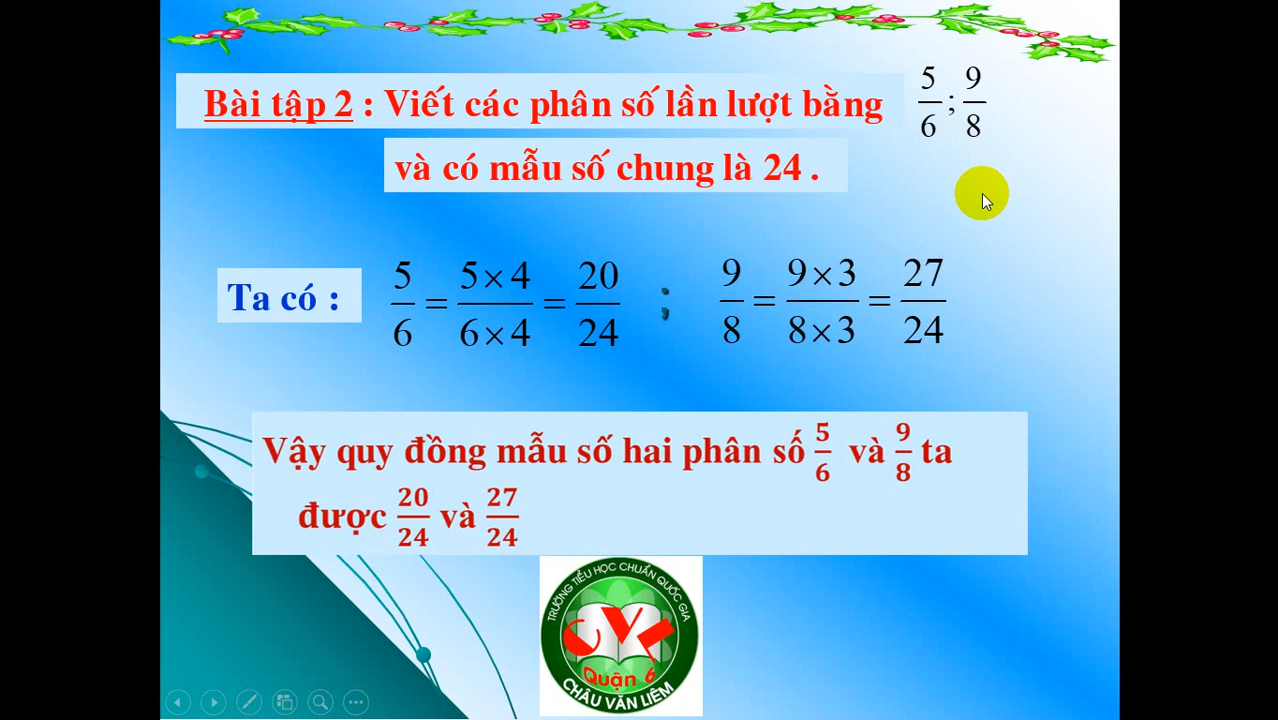 Bài tập 2 : Viết các phân số lần lượt bằng 5/6 ; 9/8
và có mẫu số chung là 24 .
Ta có : 5/6 = 5×4/6×4 = 20/24 ; 9/8 = 9×3/8×3 = 27/24
Vậy quy đồng mẫu số hai phân số 5/6 và 9/8 ta
được 20/24 và 27/24
TRƯỜNG TIỂU HỌC CHUẨN QUỐC GIA
CVL
Quận 6
CHÂU VĂN LIÊM